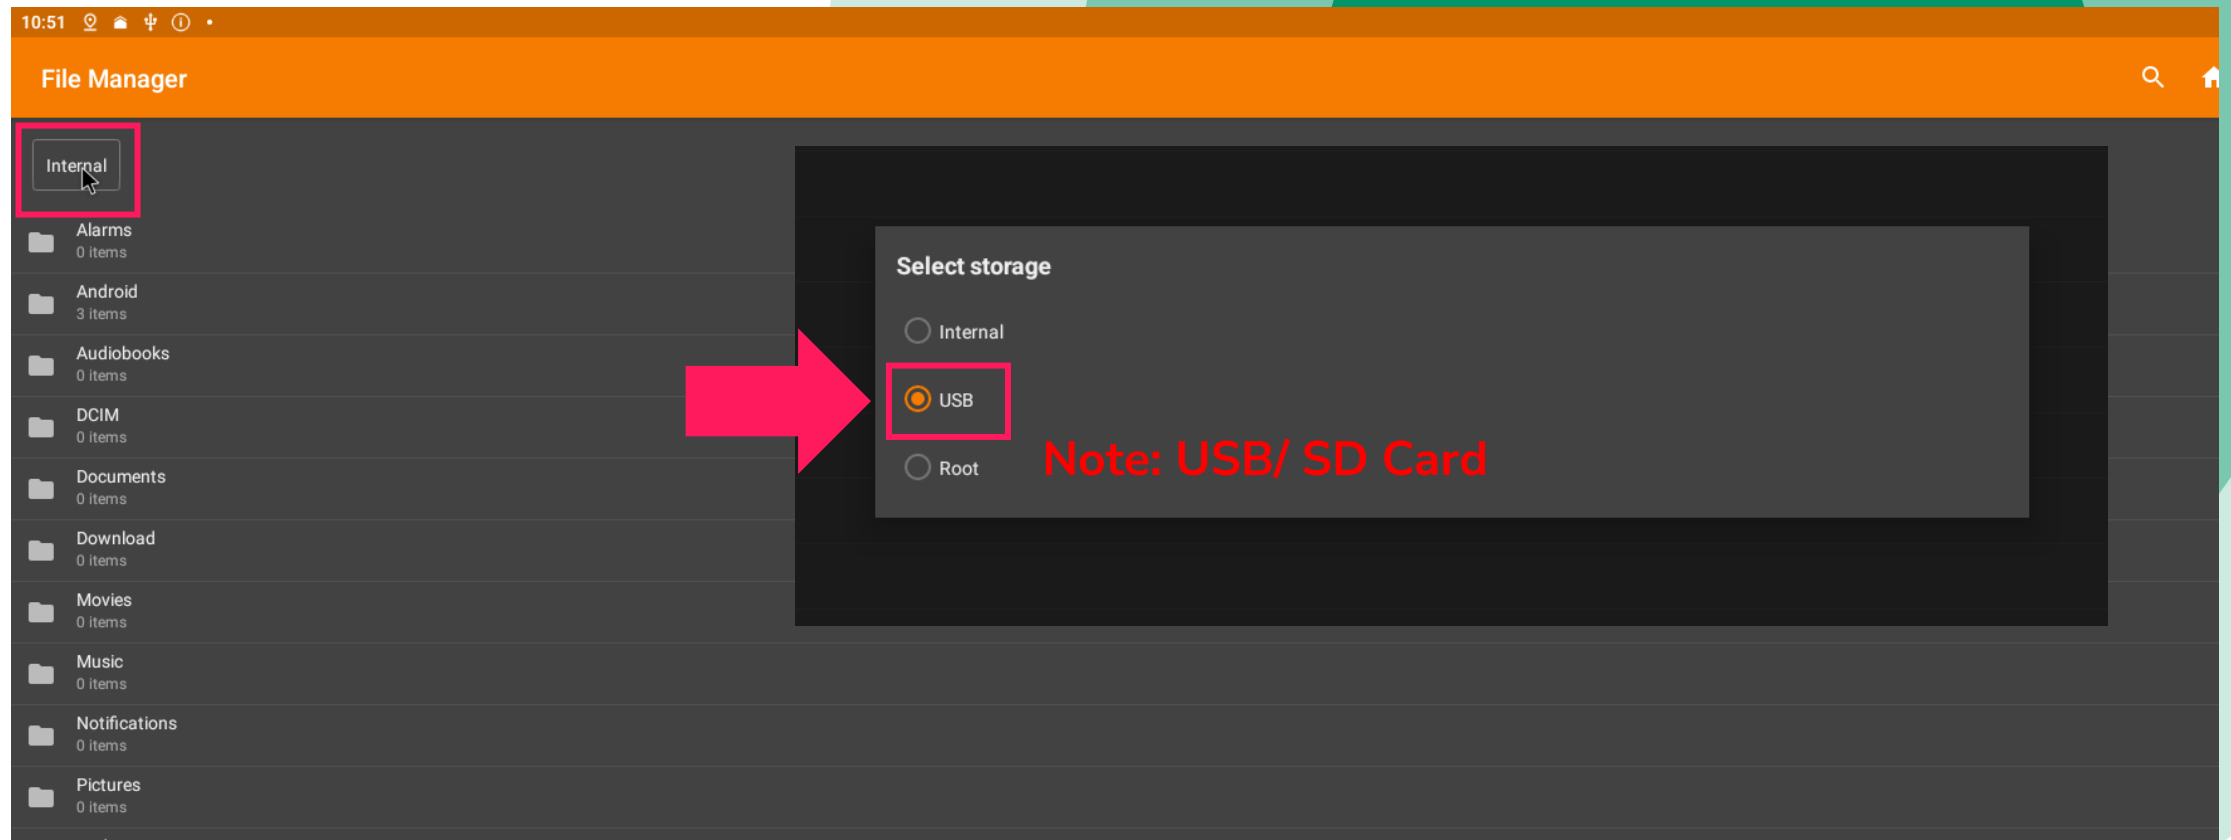 10:51
File Manager
Internal
Alarms
0 items
Android
3 items
Audiobooks
0 items
DCIM
0 items
Documents
0 items
Download
0 items
Movies
0 items
Music
0 items
Notifications
0 items
Pictures
0 items
Select storage
Internal
USB
Root
Note: USB/ SD Card